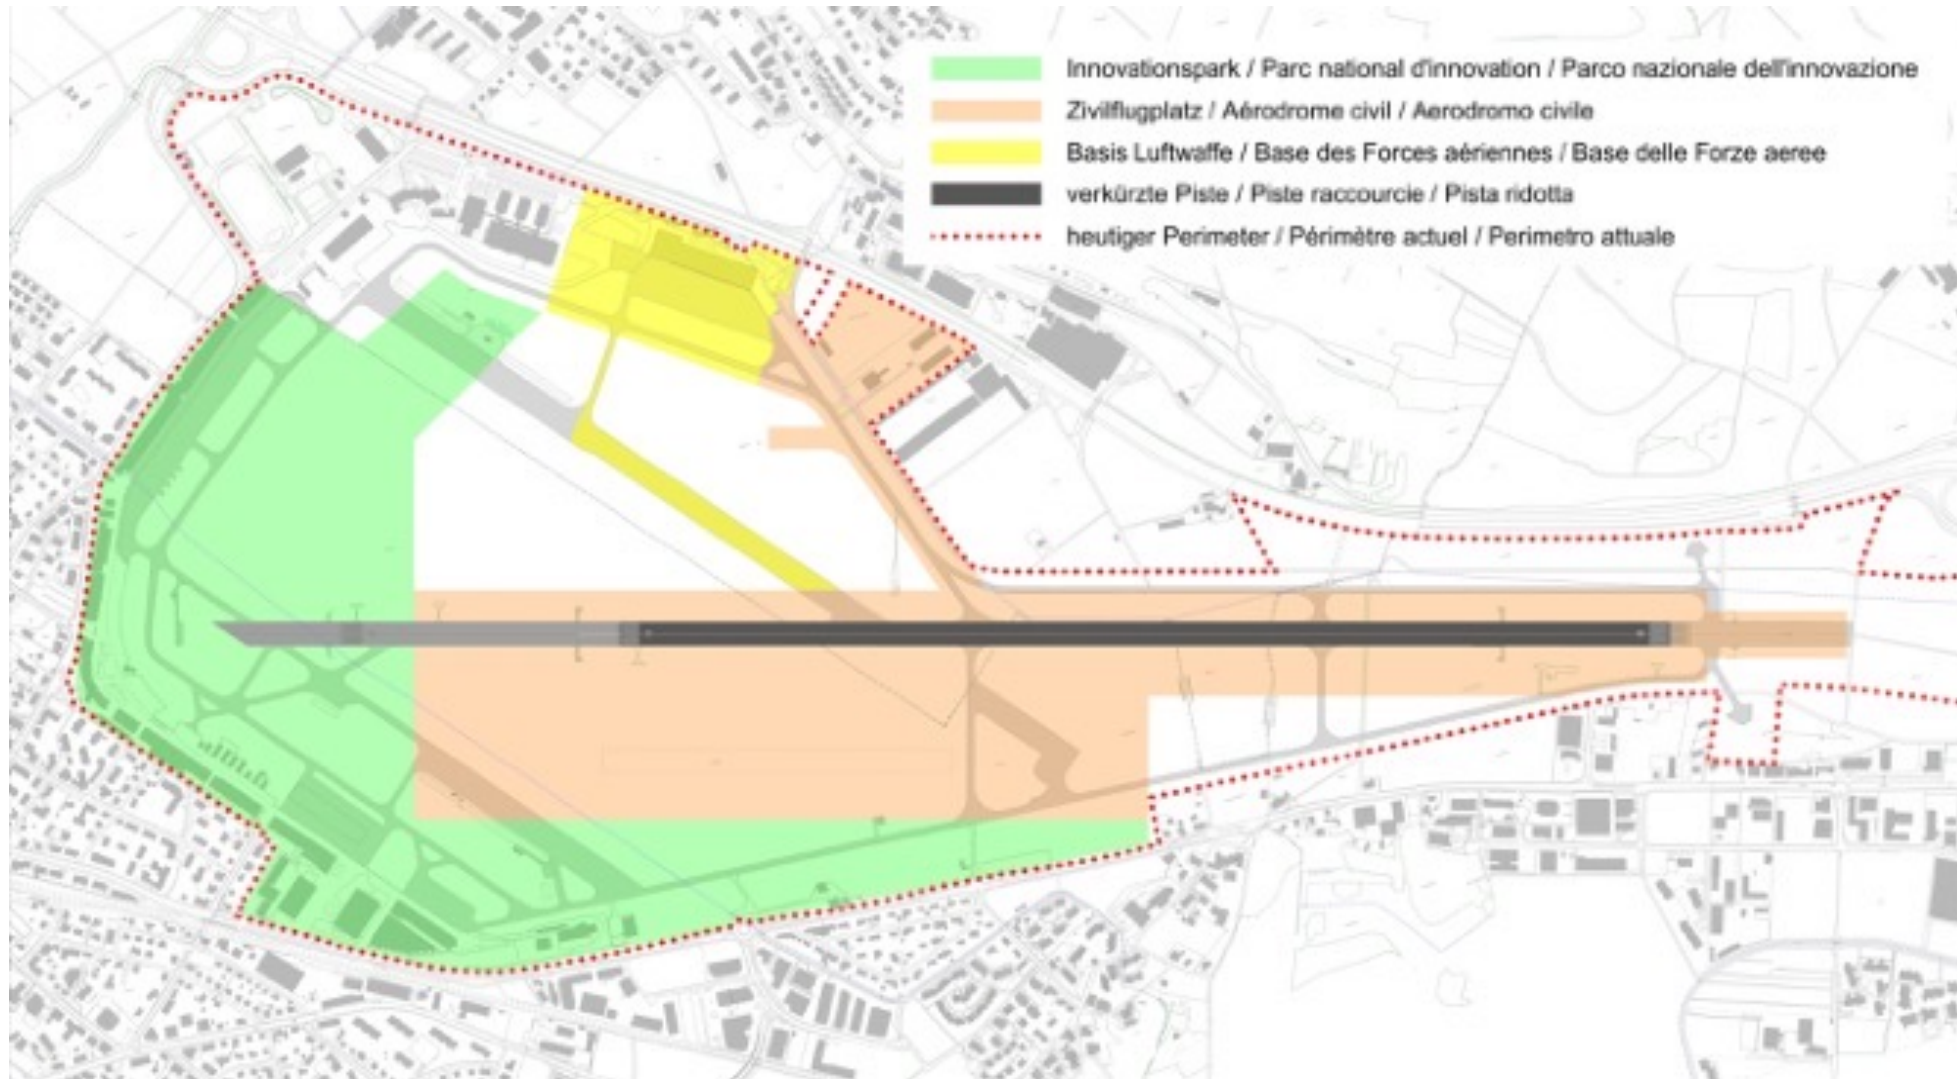 Innovationspark / Parc national d'innovation / Parco nazionale dell'innovazione
Zivilflugplatz / Aérodrome civil / Aerodromo civile
Basis Luftwaffe / Base des Forces aériennes / Base delle Forze aeree
verkürzte Piste / Piste raccourcie / Pista ridotta
heutiger Perimeter / Périmètre actuel / Perimetro attuale